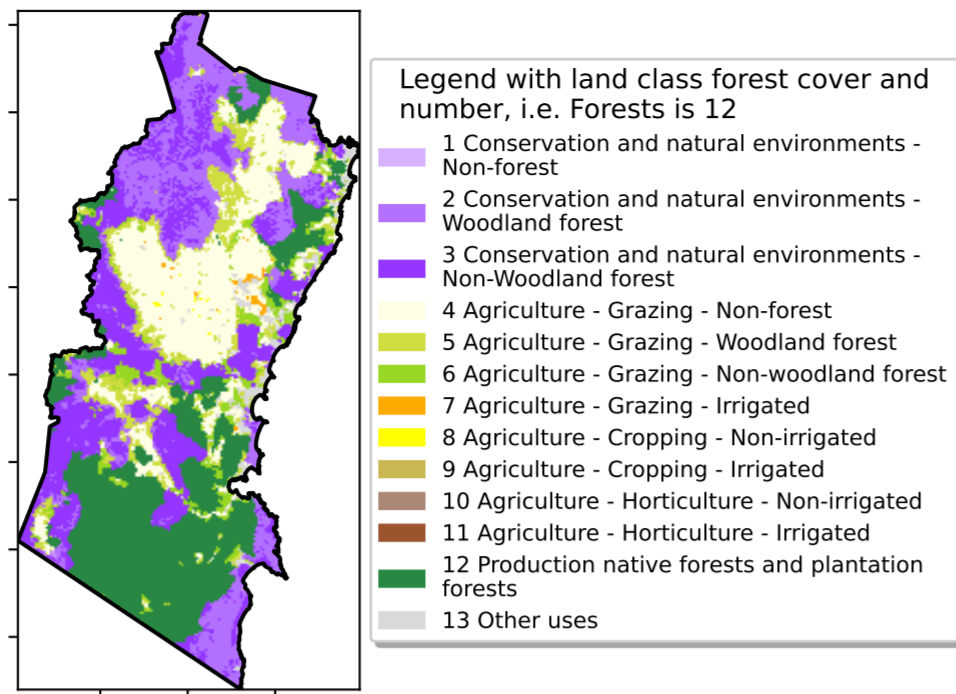 Legend with land class forest cover and
number, i.e. Forests is 12
1 Conservation and natural environments -
Non-forest
2 Conservation and natural environments -
Woodland forest
3 Conservation and natural environments -
Non-Woodland forest
4 Agriculture - Grazing - Non-forest
5 Agriculture - Grazing - Woodland forest
6 Agriculture - Grazing - Non-woodland forest
7 Agriculture - Grazing - Irrigated
8 Agriculture - Cropping - Non-irrigated
9 Agriculture - Cropping - Irrigated
10 Agriculture - Horticulture - Non-irrigated
11 Agriculture - Horticulture - Irrigated
12 Production native forests and plantation
forests
13 Other uses